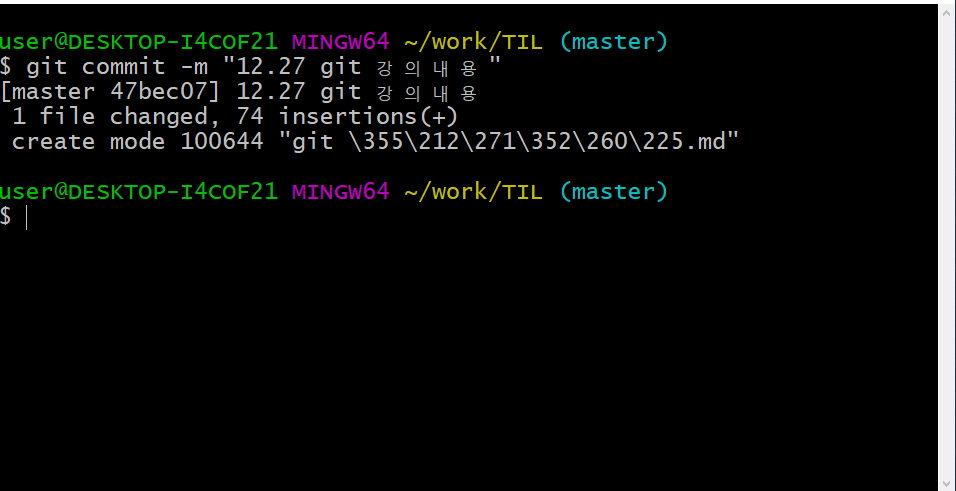 user@DESKTOP-I4COF21 MINGW64 ~/work/TIL (master)
$ git commit -m "12.27 git 강의내용"
[master 47bec07] 12.27 git 강의내용
 1 file changed, 74 insertions(+)
 create mode 100644 "git \355\212\271\352\260\225.md"
user@DESKTOP-I4COF21 MINGW64 ~/work/TIL (master)
$